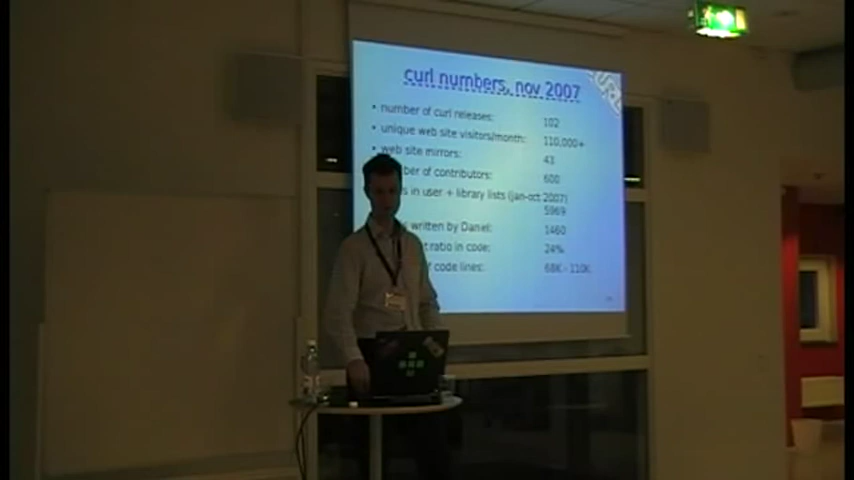 curl numbers, nov 2007
• number of curl releases: 102
• unique web site visitors/month: 110,000+
• web site mirrors: 43
ber of contributors: 600
s in user + library lists (jan-oct 2007)
5969
written by Daniel: 1460
t ratio in code: 24%
f code lines: 68K - 110K